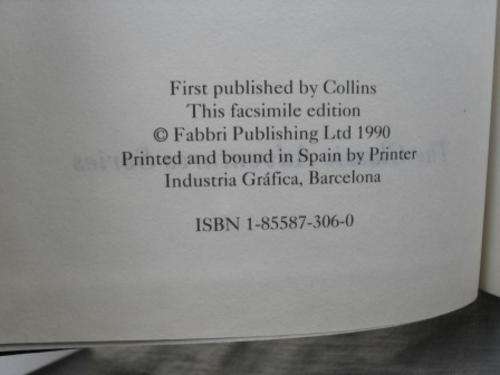 First published by Collins
This facsimile edition
© Fabbri Publishing Ltd 1990
Printed and bound in Spain by Printer
Industria Gráfica, Barcelona
ISBN 1-85587-306-0